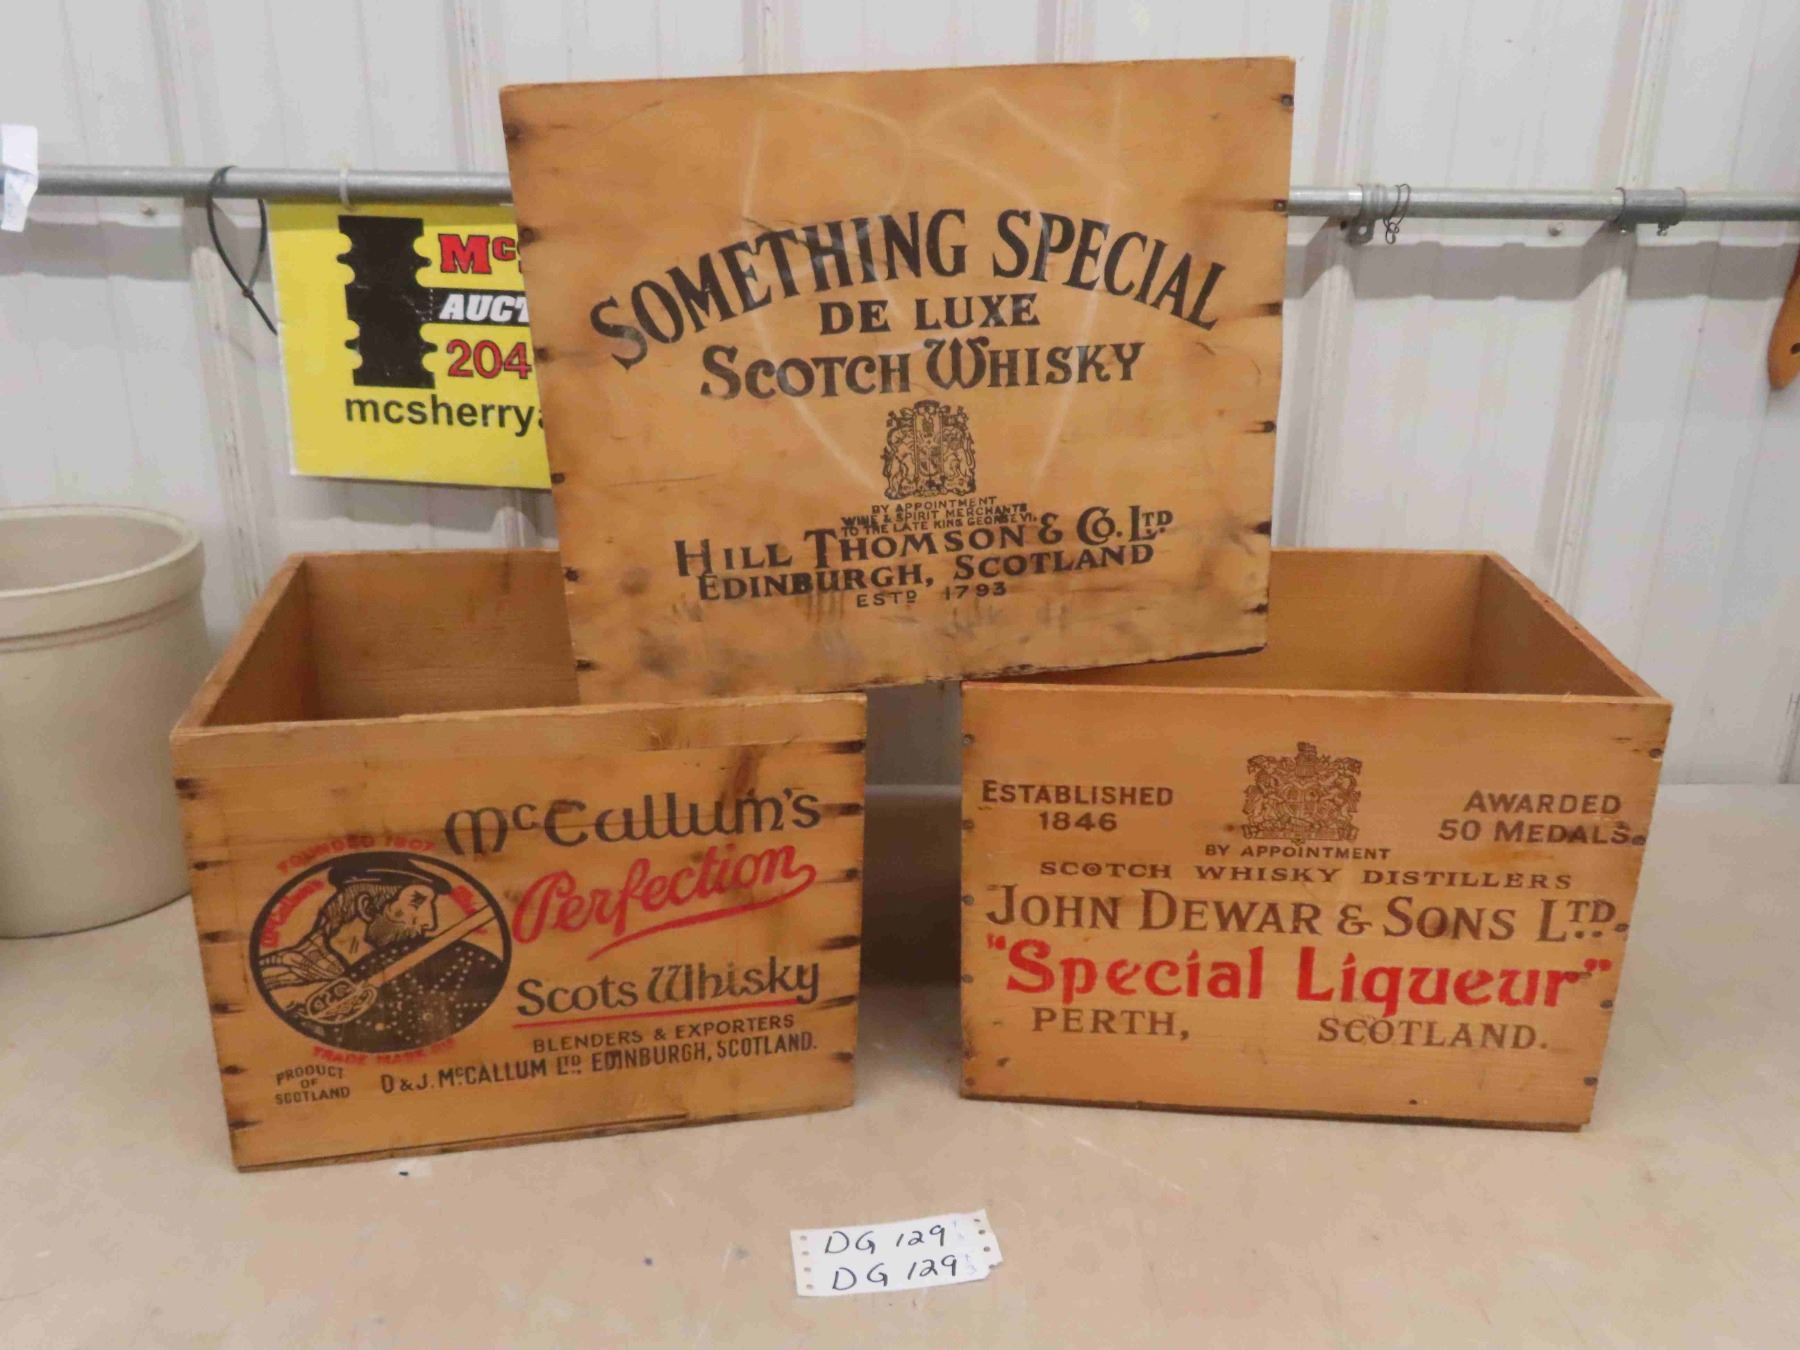 SOMETHING SPECIAL
DE LUXE
SCOTCH WHISKY
BY APPOINTMENT
WINE & SPIRIT MERCHANTS
TO THE LATE KING GEORGE VI.
HILL THOMSON & CO. LTD
EDINBURGH, SCOTLAND
ESTD 1793
AUCT
204
mcsherry
McCallum's
Perfection
Scots Whisky
BLENDERS & EXPORTERS
D & J. McCALLUM LTD. EDINBURGH, SCOTLAND.
FOUNDED 1807
McCallum's
TRADE MARK
PRODUCT
OF
SCOTLAND
ESTABLISHED
1846
BY APPOINTMENT
AWARDED
50 MEDALS.
SCOTCH WHISKY DISTILLERS
JOHN DEWAR & SONS LTD.
"Special Liqueur"
PERTH, SCOTLAND.
DG 129
DG 129